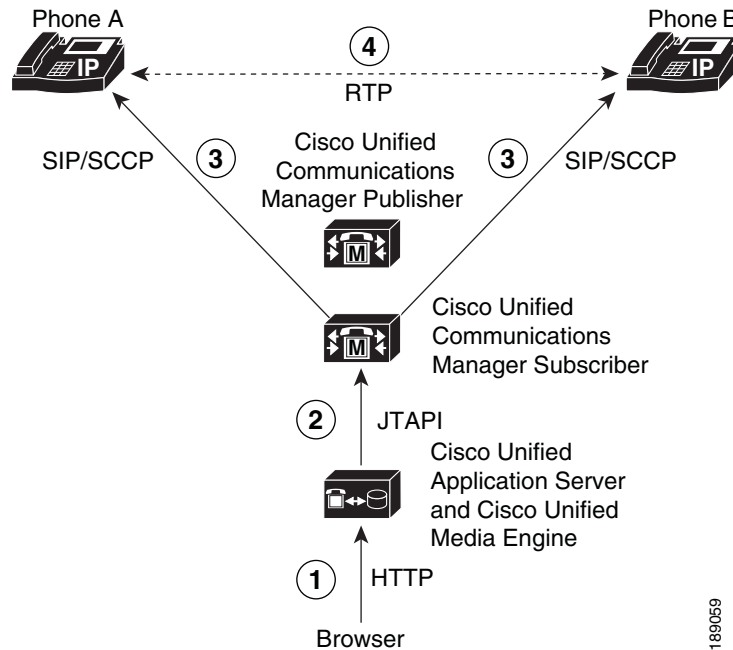 Phone A
Phone B
IP
IP
4
RTP
SIP/SCCP
3
Cisco Unified
Communications
Manager Publisher
3
SIP/SCCP
M
M
Cisco Unified
Communications
Manager Subscriber
2
JTAPI
Cisco Unified
Application Server
and Cisco Unified
Media Engine
1
HTTP
Browser
189059